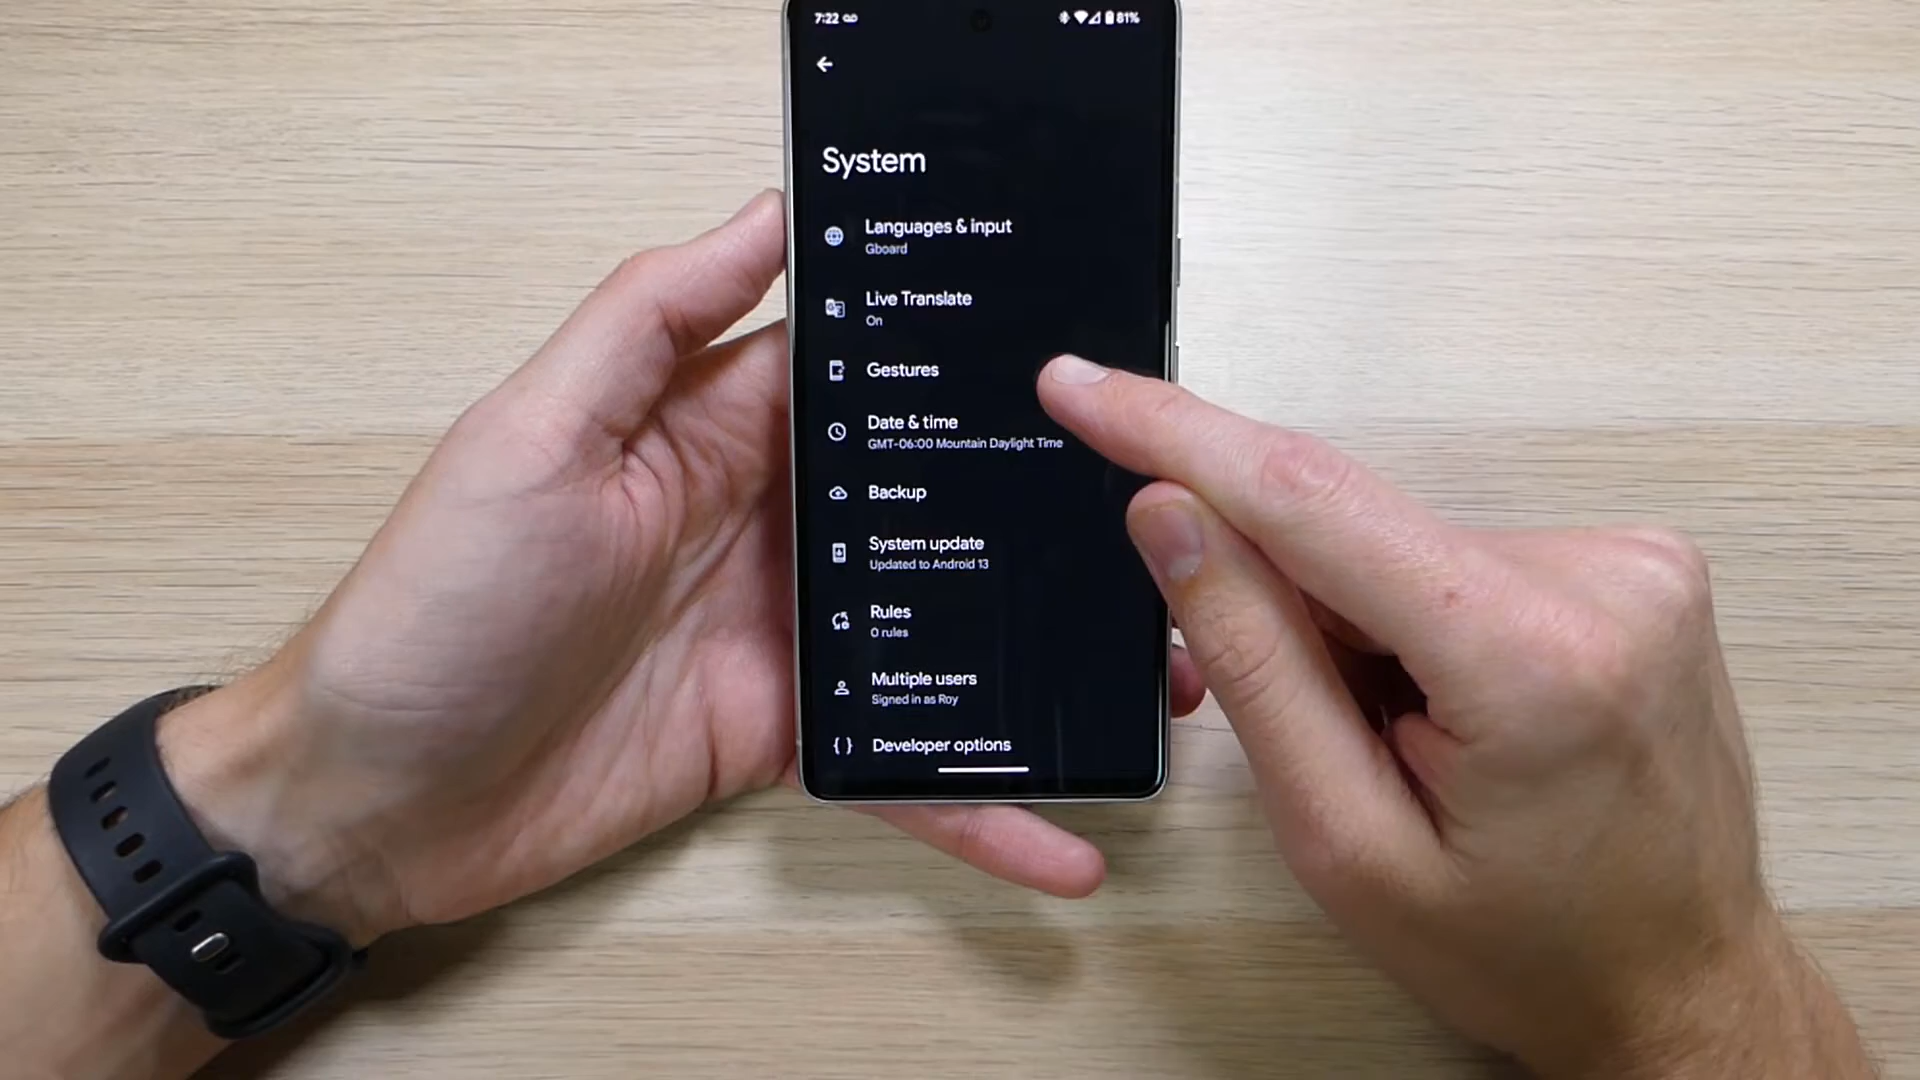 7:22
81%
System
Languages & input
Gboard
Live Translate
On
Gestures
Date & time
GMT-06:00 Mountain Daylight Time
Backup
System update
Updated to Android 13
Rules
0 rules
Multiple users
Signed in as Roy
{ } Developer options